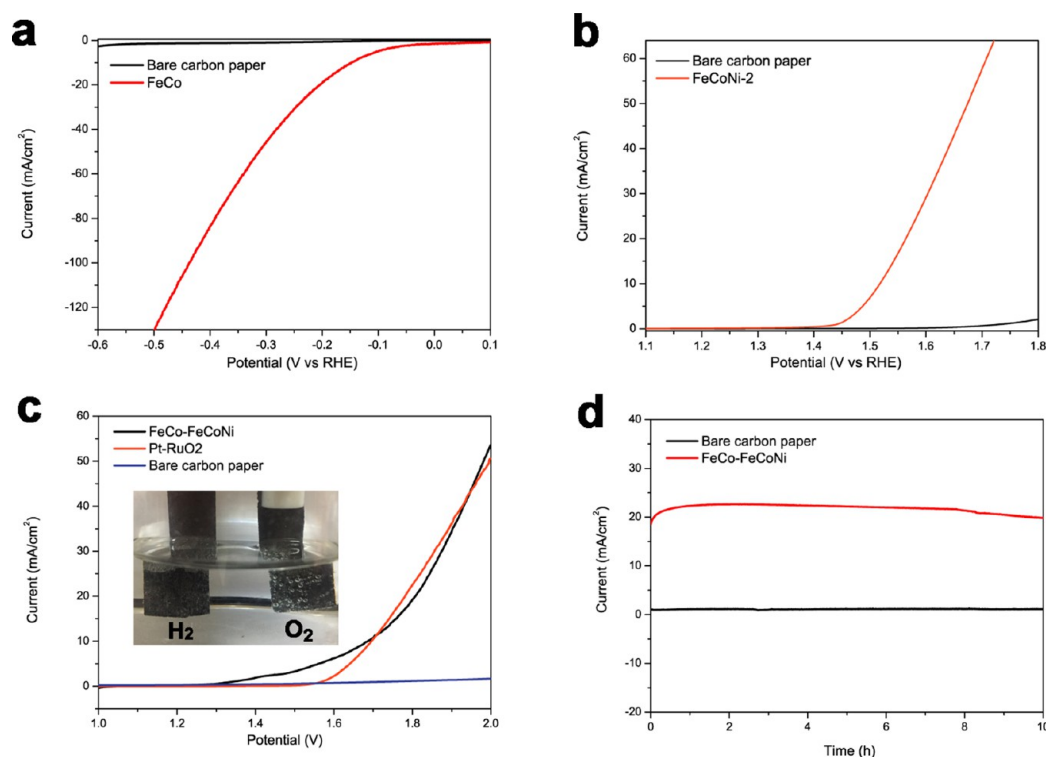 a
0
-20
-40
-60
-80
-100
-120
Current (mA/cm²)
Bare carbon paper
FeCo
-0.6 -0.5 -0.4 -0.3 -0.2 -0.1 0.0 0.1
Potential (V vs RHE)
b
60
50
40
30
20
10
0
Current (mA/cm²)
Bare carbon paper
FeCoNi-2
1.1 1.2 1.3 1.4 1.5 1.6 1.7 1.8
Potential (V vs RHE)
c
60
50
40
30
20
10
0
Current (mA/cm²)
FeCo-FeCoNi
Pt-RuO2
Bare carbon paper
H₂ O₂
1.0 1.2 1.4 1.6 1.8 2.0
Potential (V)
d
40
30
20
10
0
-10
-20
Current (mA/cm²)
Bare carbon paper
FeCo-FeCoNi
0 2 4 6 8 10
Time (h)